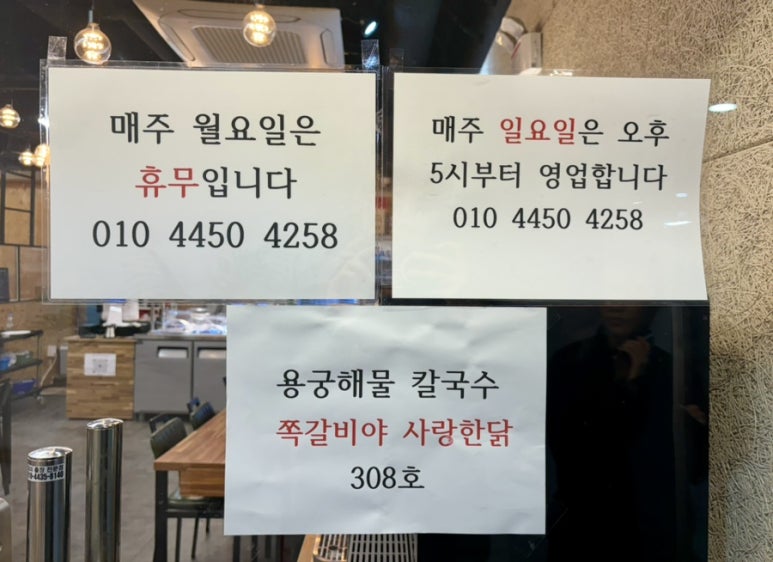 매주 월요일은
휴무입니다
010 4450 4258
매주 일요일은 오후
5시부터 영업합니다
010 4450 4258
용궁해물 칼국수
쪽갈비야 사랑한닭
308호